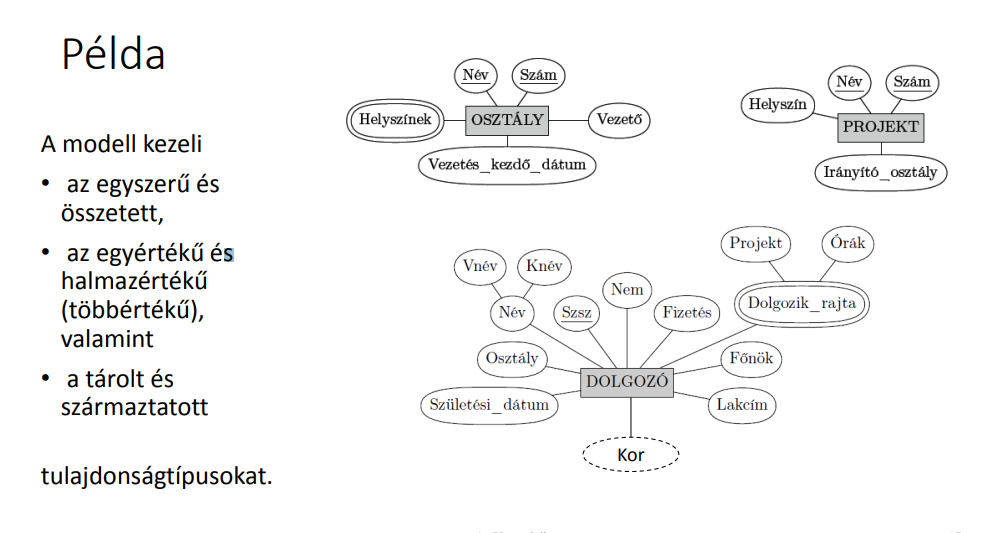 Példa
A modell kezeli
• az egyszerű és
összetett,
• az egyértékű és
halmazértékű
(többértékű),
valamint
• a tárolt és
származtatott
tulajdonságtípusokat.
Név
Szám
Helyszínek
OSZTÁLY
Vezető
Vezetés_kezdő_dátum
Név
Szám
Helyszín
PROJEKT
Irányító_osztály
Projekt
Órák
Vnév
Knév
Nem
Dolgozik_rajta
Név
Szsz
Fizetés
Osztály
Főnök
DOLGOZÓ
Születési_dátum
Lakcím
Kor